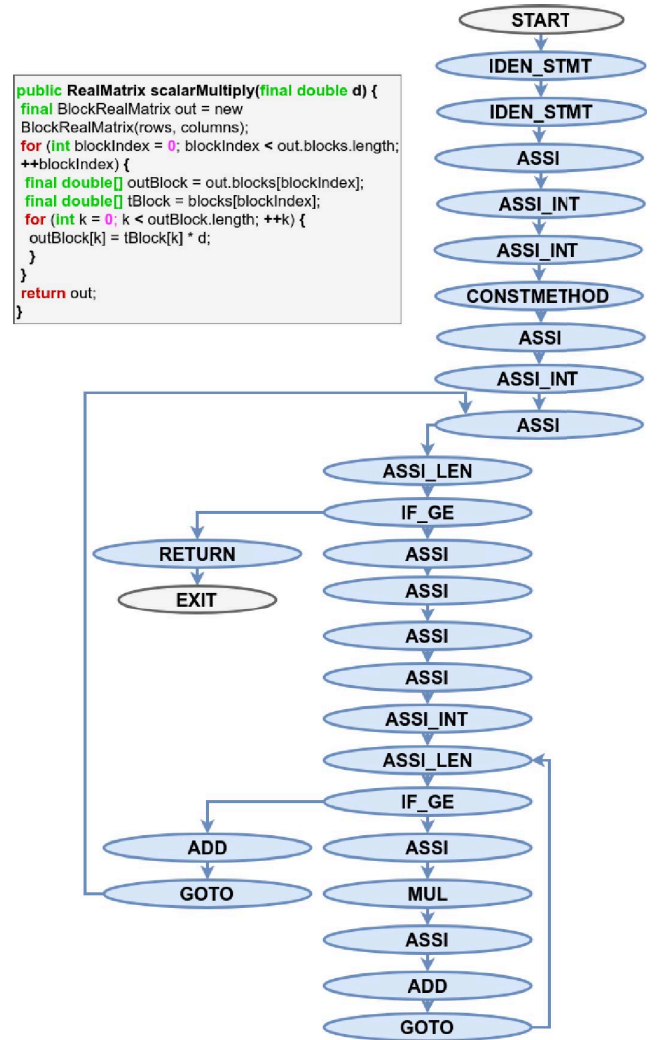 START
IDEN_STMT
IDEN_STMT
ASSI
ASSI_INT
ASSI_INT
CONSTMETHOD
ASSI
ASSI_INT
ASSI
public RealMatrix scalarMultiply(final double d) {
final BlockRealMatrix out = new
BlockRealMatrix(rows, columns);
for (int blockIndex = 0; blockIndex < out.blocks.length;
++blockIndex) {
final double[] outBlock = out.blocks[blockIndex];
final double[] tBlock = blocks[blockIndex];
for (int k = 0; k < outBlock.length; ++k) {
outBlock[k] = tBlock[k] * d;
}
}
return out;
}
ASSI_LEN
IF_GE
RETURN
EXIT
ASSI
ASSI
ASSI
ASSI
ASSI_INT
ASSI_LEN
IF_GE
ADD
GOTO
ASSI
MUL
ASSI
ADD
GOTO